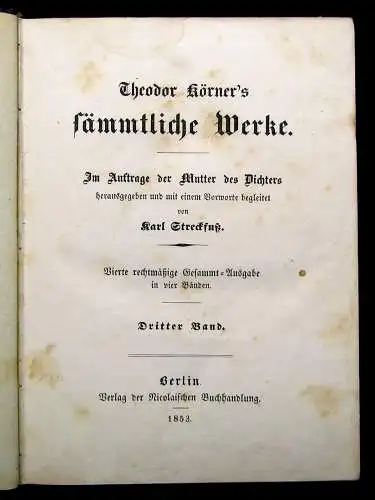 Theodor Körner's
sämmtliche Werke.
Im Auftrage der Mutter des Dichters
herausgegeben und mit einem Vorworte begleitet
von
Karl Streckfuß.
Vierte rechtmäßige Gesammt-Ausgabe
in vier Bänden.
Dritter Band.
Berlin.
Verlag der Nicolaischen Buchhandlung.
1853.